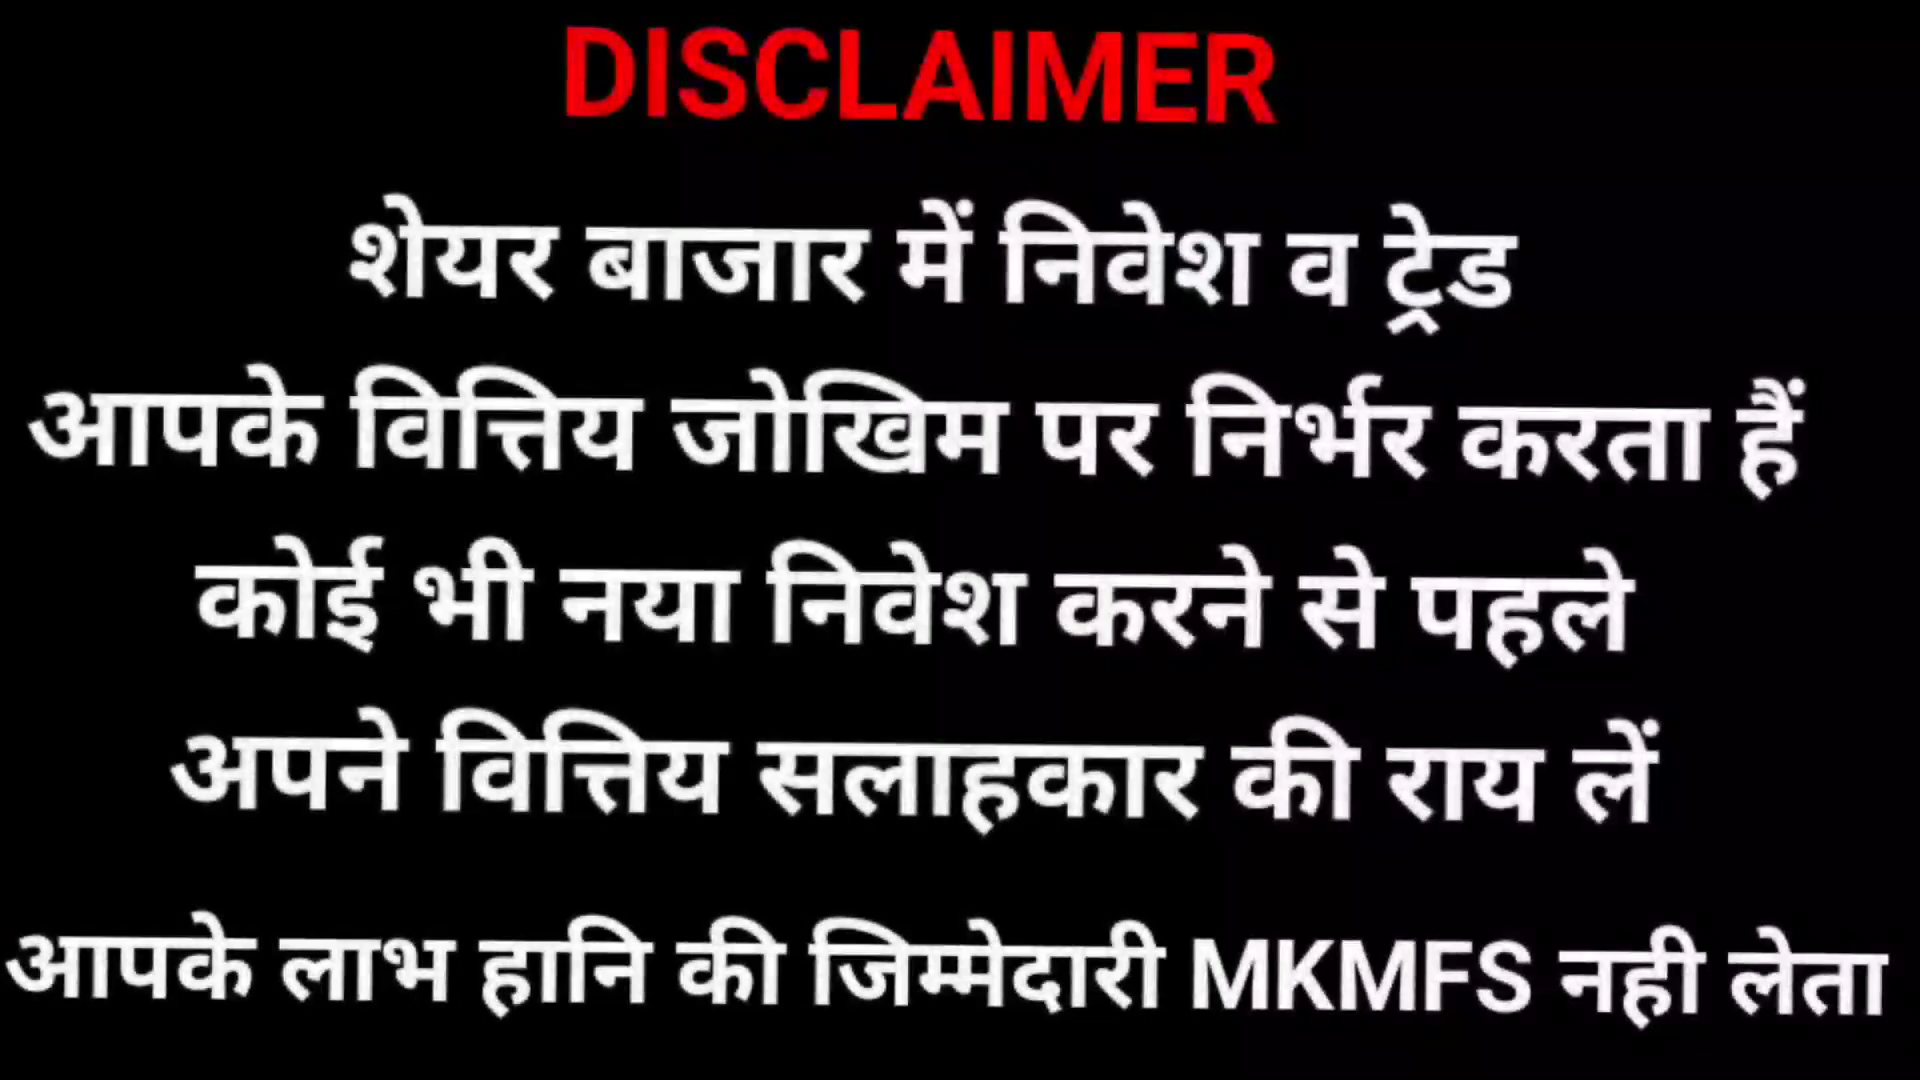 DISCLAIMER
शेयर बाजार में निवेश व ट्रेड
आपके वित्तिय जोखिम पर निर्भर करता हैं
कोई भी नया निवेश करने से पहले
अपने वित्तिय सलाहकार की राय लें
आपके लाभ हानि की जिम्मेदारी MKMFS नही लेता